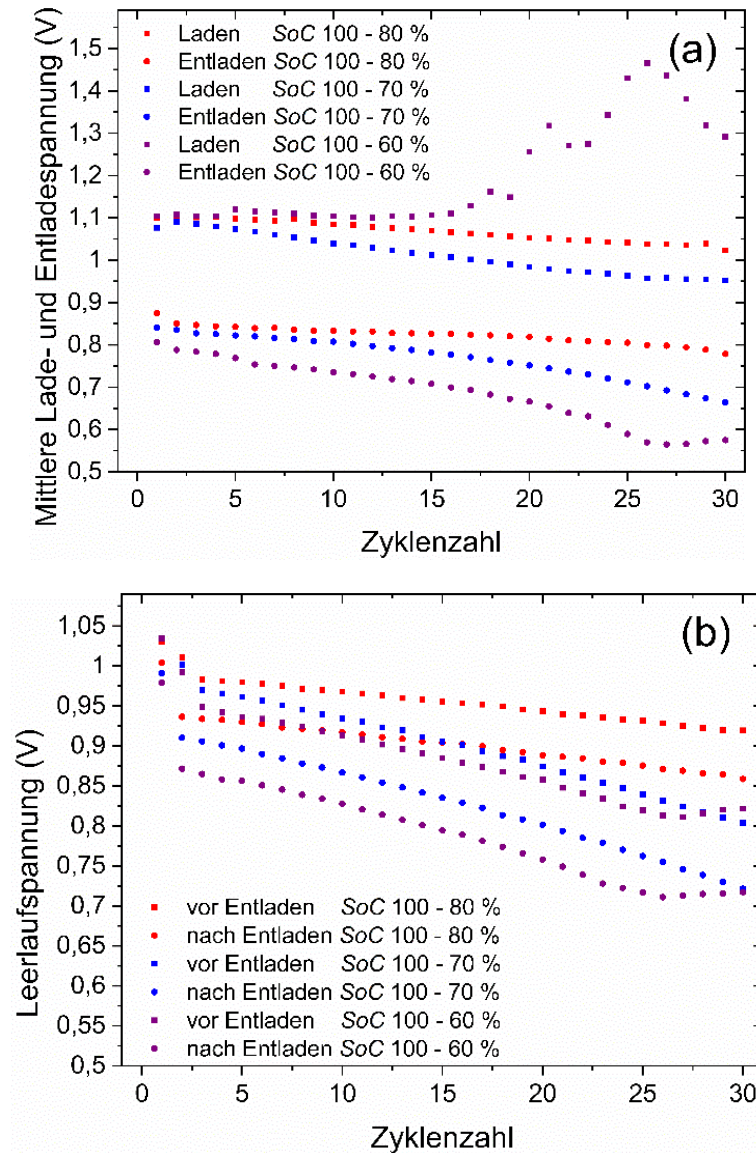 (a)
Laden SoC 100 - 80 %
Entladen SoC 100 - 80 %
Laden SoC 100 - 70 %
Entladen SoC 100 - 70 %
Laden SoC 100 - 60 %
Entladen SoC 100 - 60 %
Mittlere Lade- und Entladespannung (V)
1,5
1,4
1,3
1,2
1,1
1
0,9
0,8
0,7
0,6
0,5
0 5 10 15 20 25 30
Zyklenzahl
(b)
Leerlaufspannung (V)
1,05
1
0,95
0,9
0,85
0,8
0,75
0,7
0,65
0,6
0,55
0,5
vor Entladen SoC 100 - 80 %
nach Entladen SoC 100 - 80 %
vor Entladen SoC 100 - 70 %
nach Entladen SoC 100 - 70 %
vor Entladen SoC 100 - 60 %
nach Entladen SoC 100 - 60 %
0 5 10 15 20 25 30
Zyklenzahl